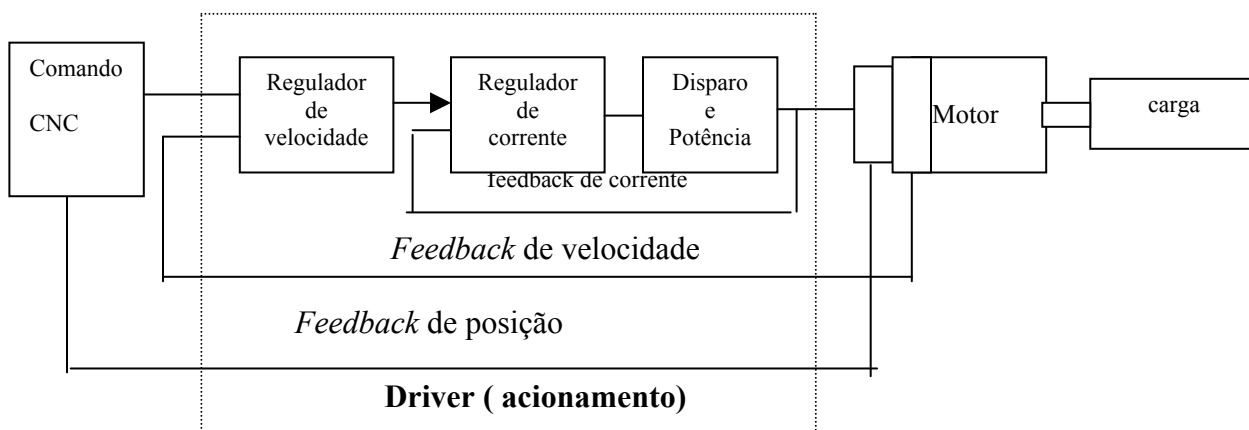 Comando
CNC
Regulador
de
velocidade
Regulador
de
corrente
Disparo
e
Potência
Motor
carga
feedback de corrente
Feedback de velocidade
Feedback de posição
Driver ( acionamento)